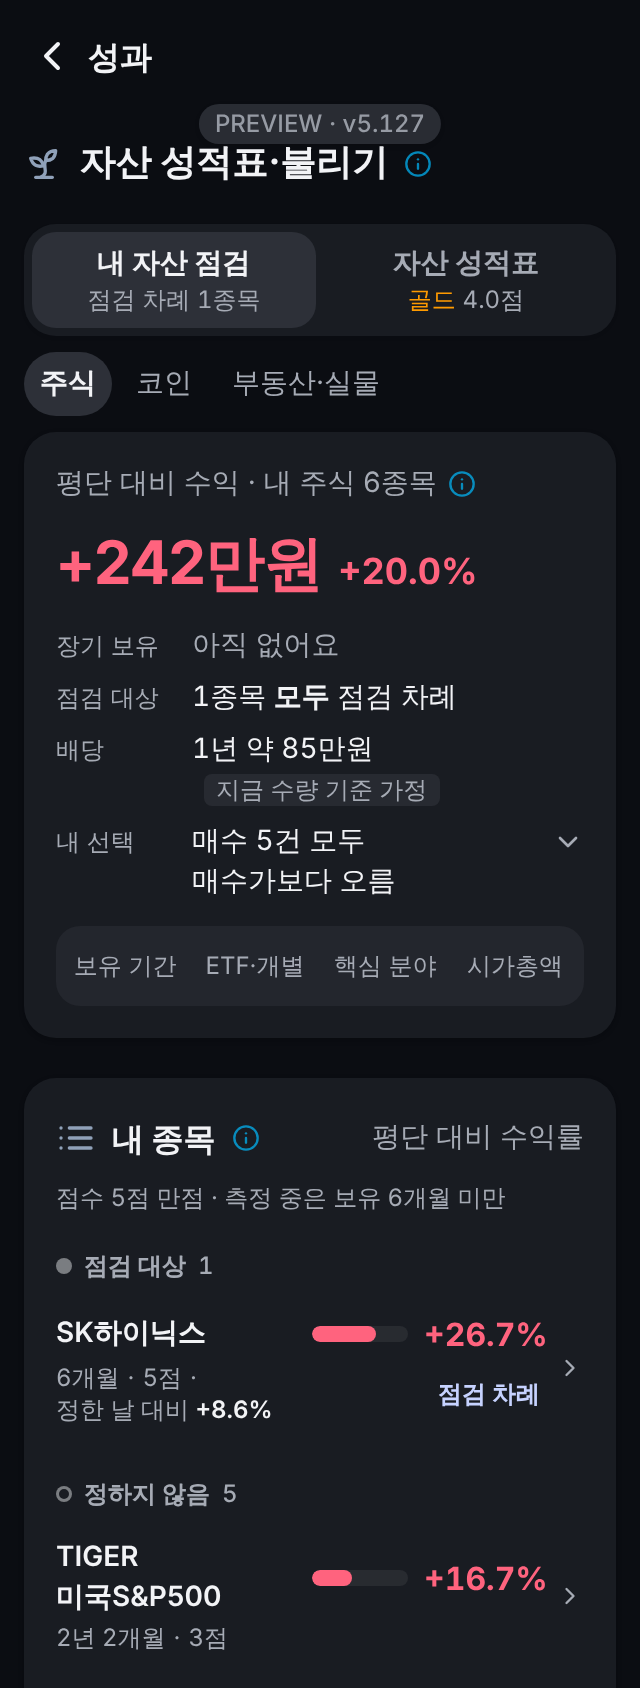 성과
PREVIEW · v5.127
자산 성적표·불리기
내 자산 점검
점검 차례 1종목
자산 성적표
골드 4.0점
주식 코인 부동산·실물
평단 대비 수익 · 내 주식 6종목
+242만원 +20.0%
장기 보유 아직 없어요
점검 대상 1종목 모두 점검 차례
배당 1년 약 85만원
지금 수량 기준 가정
내 선택 매수 5건 모두
매수가보다 오름
보유 기간 ETF·개별 핵심 분야 시가총액
내 종목 평단 대비 수익률
점수 5점 만점 · 측정 중은 보유 6개월 미만
점검 대상 1
SK하이닉스 +26.7%
6개월 · 5점 ·
정한 날 대비 +8.6%
점검 차례
정하지 않음 5
TIGER
미국S&P500
+16.7%
2년 2개월 · 3점